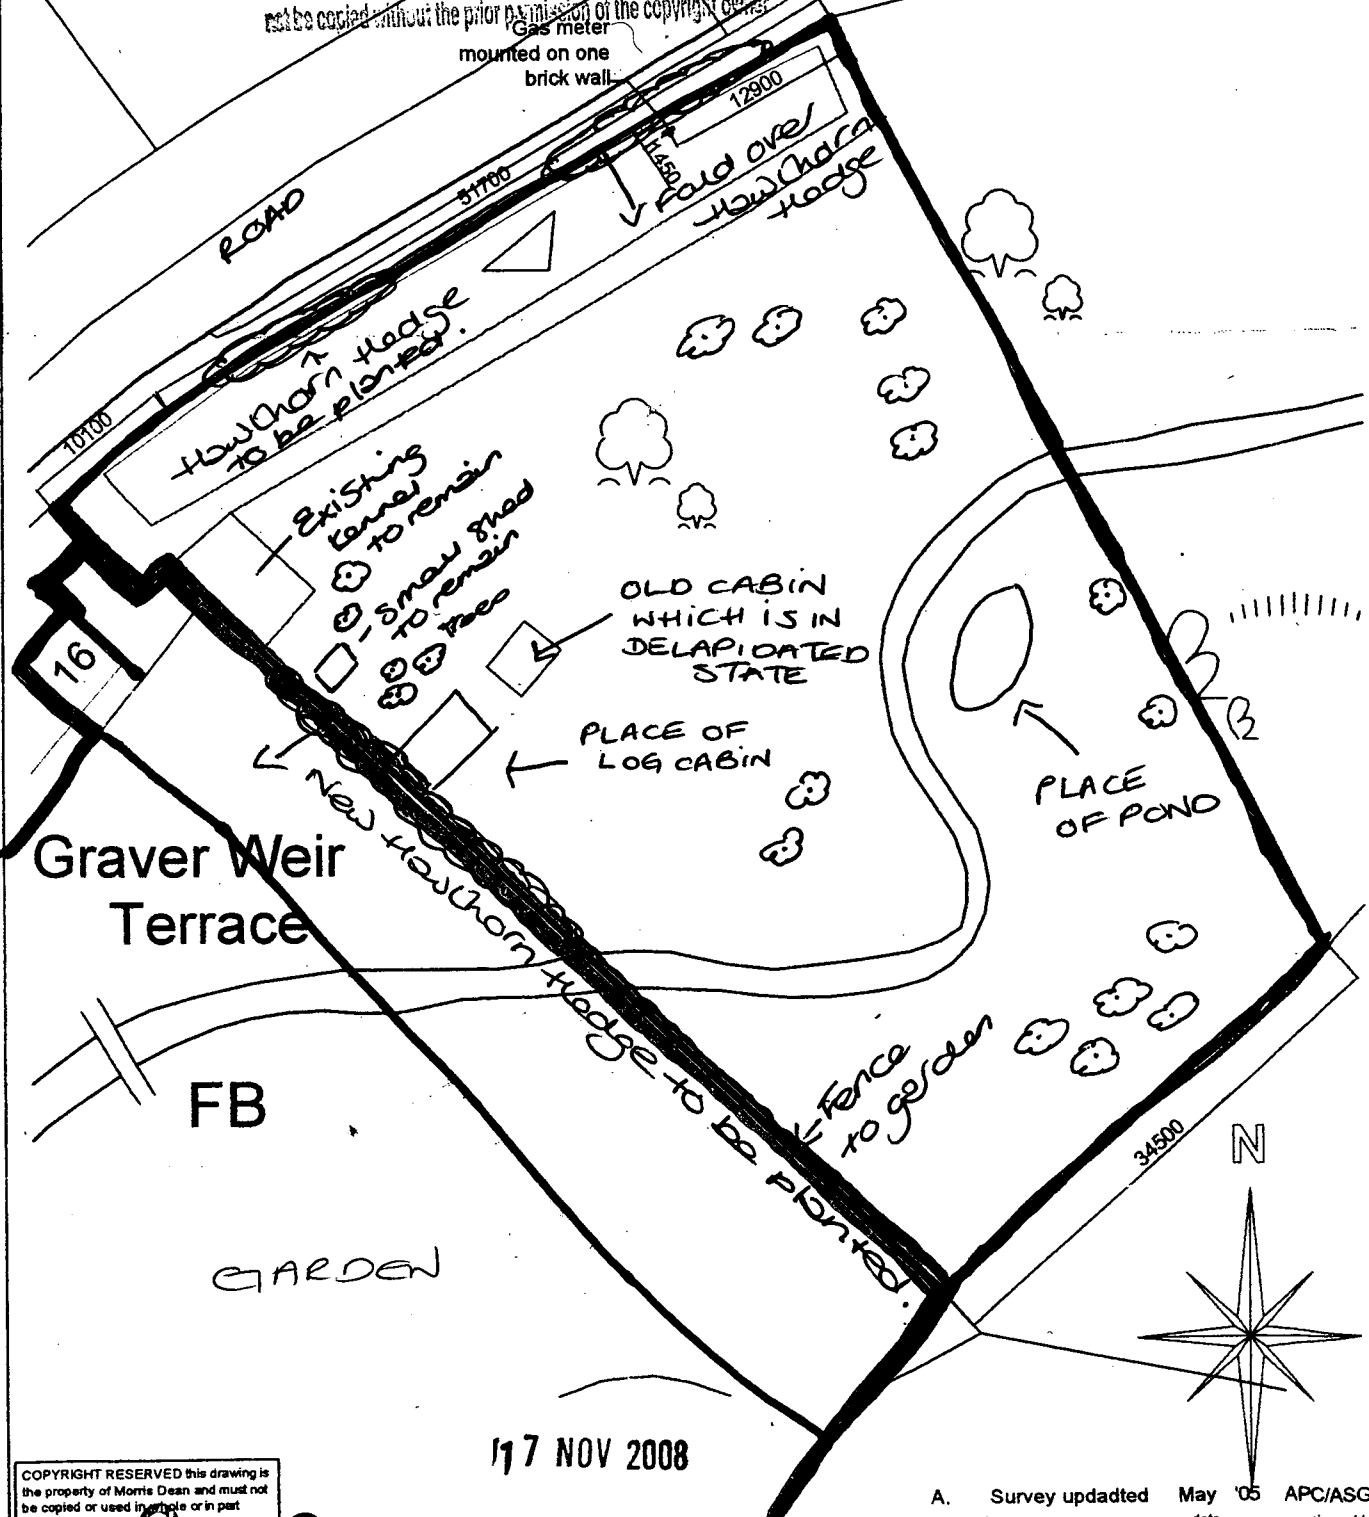 not be copied without the prior permission of the copyright owner
Gas meter
mounted on one
brick wall
12900
1450
51700
10100
ROAD
Fold over
Hawthorn
Hedge
Hawthorn Hedge
to be planted.
Existing
kennel
to remain
small shed
to remain
trees
OLD CABIN
WHICH IS IN
DELAPIDATED
STATE
PLACE OF
LOG CABIN
PLACE
OF POND
16
New Hawthorn Hedge to be planted.
Graver Weir
Terrace
FB
Fence
to garden
34500
N
GARDEN
17 NOV 2008
COPYRIGHT RESERVED this drawing is
the property of Morris Dean and must not
be copied or used in whole or in part
A. Survey updadted May '05 APC/ASG
date